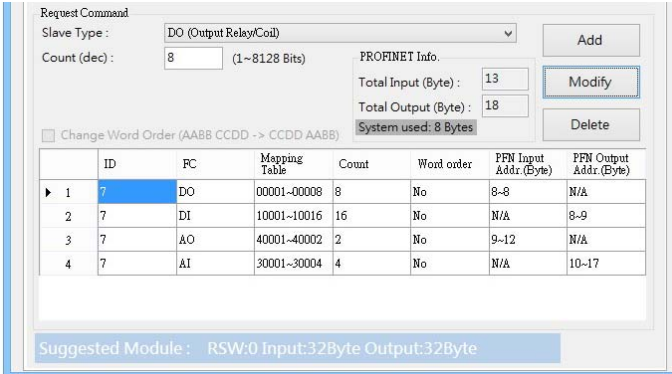 Request Command
Slave Type : DO (Output Relay/Coil) Add
Count (dec) : 8 (1~8128 Bits) PROFINET Info.
Total Input (Byte) : 13 Modify
Total Output (Byte) : 18
Change Word Order (AABB CCDD -> CCDD AABB) System used: 8 Bytes Delete
ID FC Mapping Table Count Word order PFN Input Addr.(Byte) PFN Output Addr.(Byte)
1 7 DO 00001~00008 8 No 8~8 N/A
2 7 DI 10001~10016 16 No N/A 8~9
3 7 AO 40001~40002 2 No 9~12 N/A
4 7 AI 30001~30004 4 No N/A 10~17
Suggested Module : RSW:0 Input:32Byte Output:32Byte